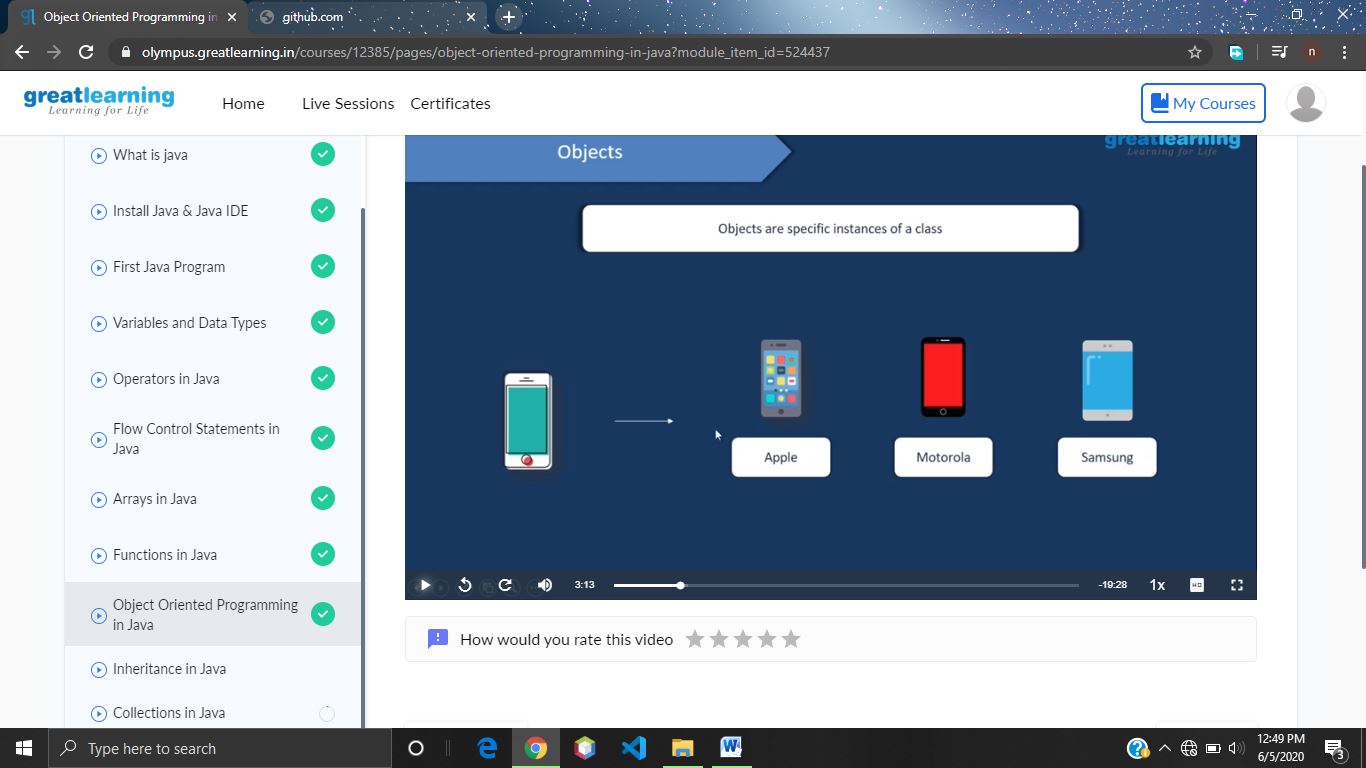 Object Oriented Programming in
github.com
olympus.greatlearning.in/courses/12385/pages/object-oriented-programming-in-java?module_item_id=524437
n
greatlearning
Learning for Life
Home
Live Sessions
Certificates
My Courses
What is java
Install Java & Java IDE
First Java Program
Variables and Data Types
Operators in Java
Flow Control Statements in
Java
Arrays in Java
Functions in Java
Object Oriented Programming
in Java
Inheritance in Java
Collections in Java
Objects
greatlearning
Learning for Life
Objects are specific instances of a class
Apple
Motorola
Samsung
3:13
-19:28
1x
HD
How would you rate this video
Type here to search
12:49 PM
6/5/2020
3